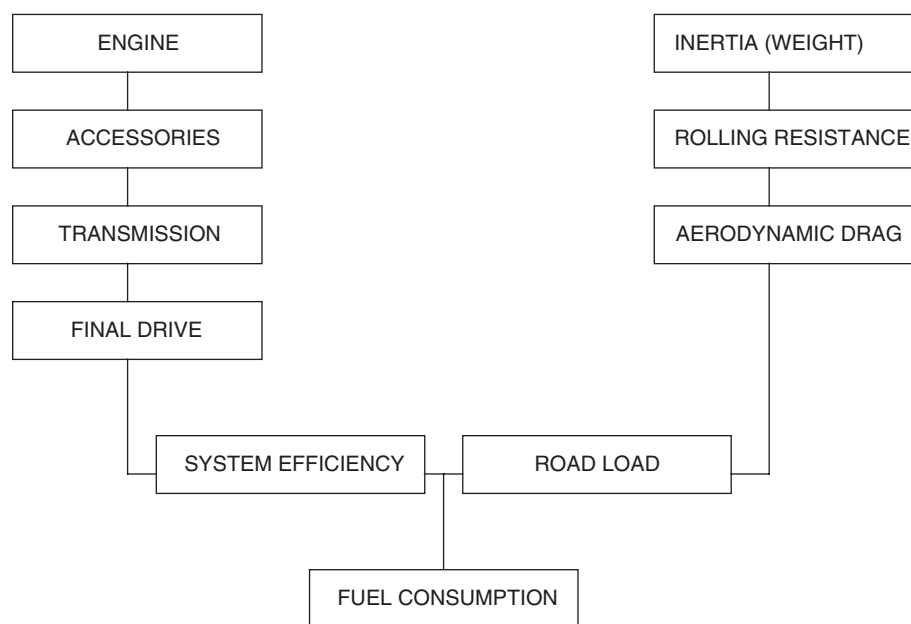 ENGINE
ACCESSORIES
TRANSMISSION
FINAL DRIVE
INERTIA (WEIGHT)
ROLLING RESISTANCE
AERODYNAMIC DRAG
SYSTEM EFFICIENCY
ROAD LOAD
FUEL CONSUMPTION